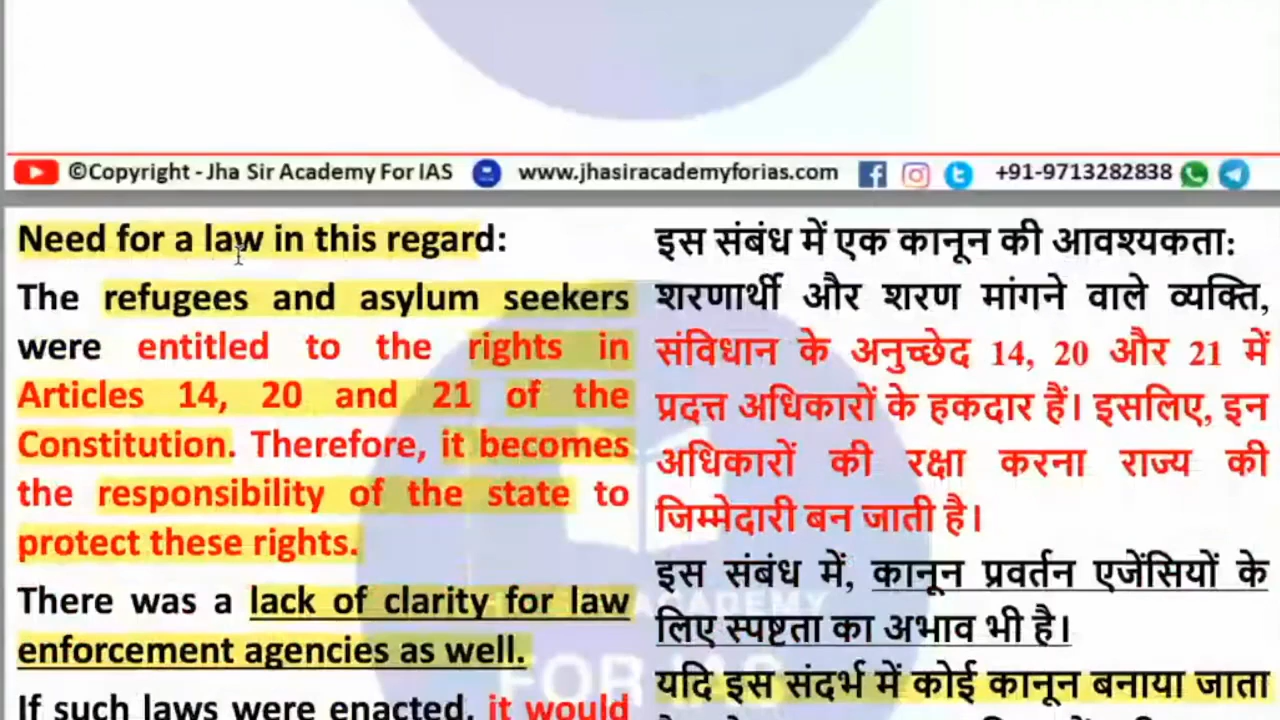 ©Copyright - Jha Sir Academy For IAS www.jhasiracademyforias.com +91-9713282838
Need for a law in this regard:
The refugees and asylum seekers
were entitled to the rights in
Articles 14, 20 and 21 of the
Constitution. Therefore, it becomes
the responsibility of the state to
protect these rights.
There was a lack of clarity for law
enforcement agencies as well.
If such laws were enacted, it would
इस संबंध में एक कानून की आवश्यकता:
शरणार्थी और शरण मांगने वाले व्यक्ति,
संविधान के अनुच्छेद 14, 20 और 21 में
प्रदत्त अधिकारों के हकदार हैं। इसलिए, इन
अधिकारों की रक्षा करना राज्य की
जिम्मेदारी बन जाती है।
इस संबंध में, कानून प्रवर्तन एजेंसियों के
लिए स्पष्टता का अभाव भी है।
यदि इस संदर्भ में कोई कानून बनाया जाता
ACADEMY
FOR IAS